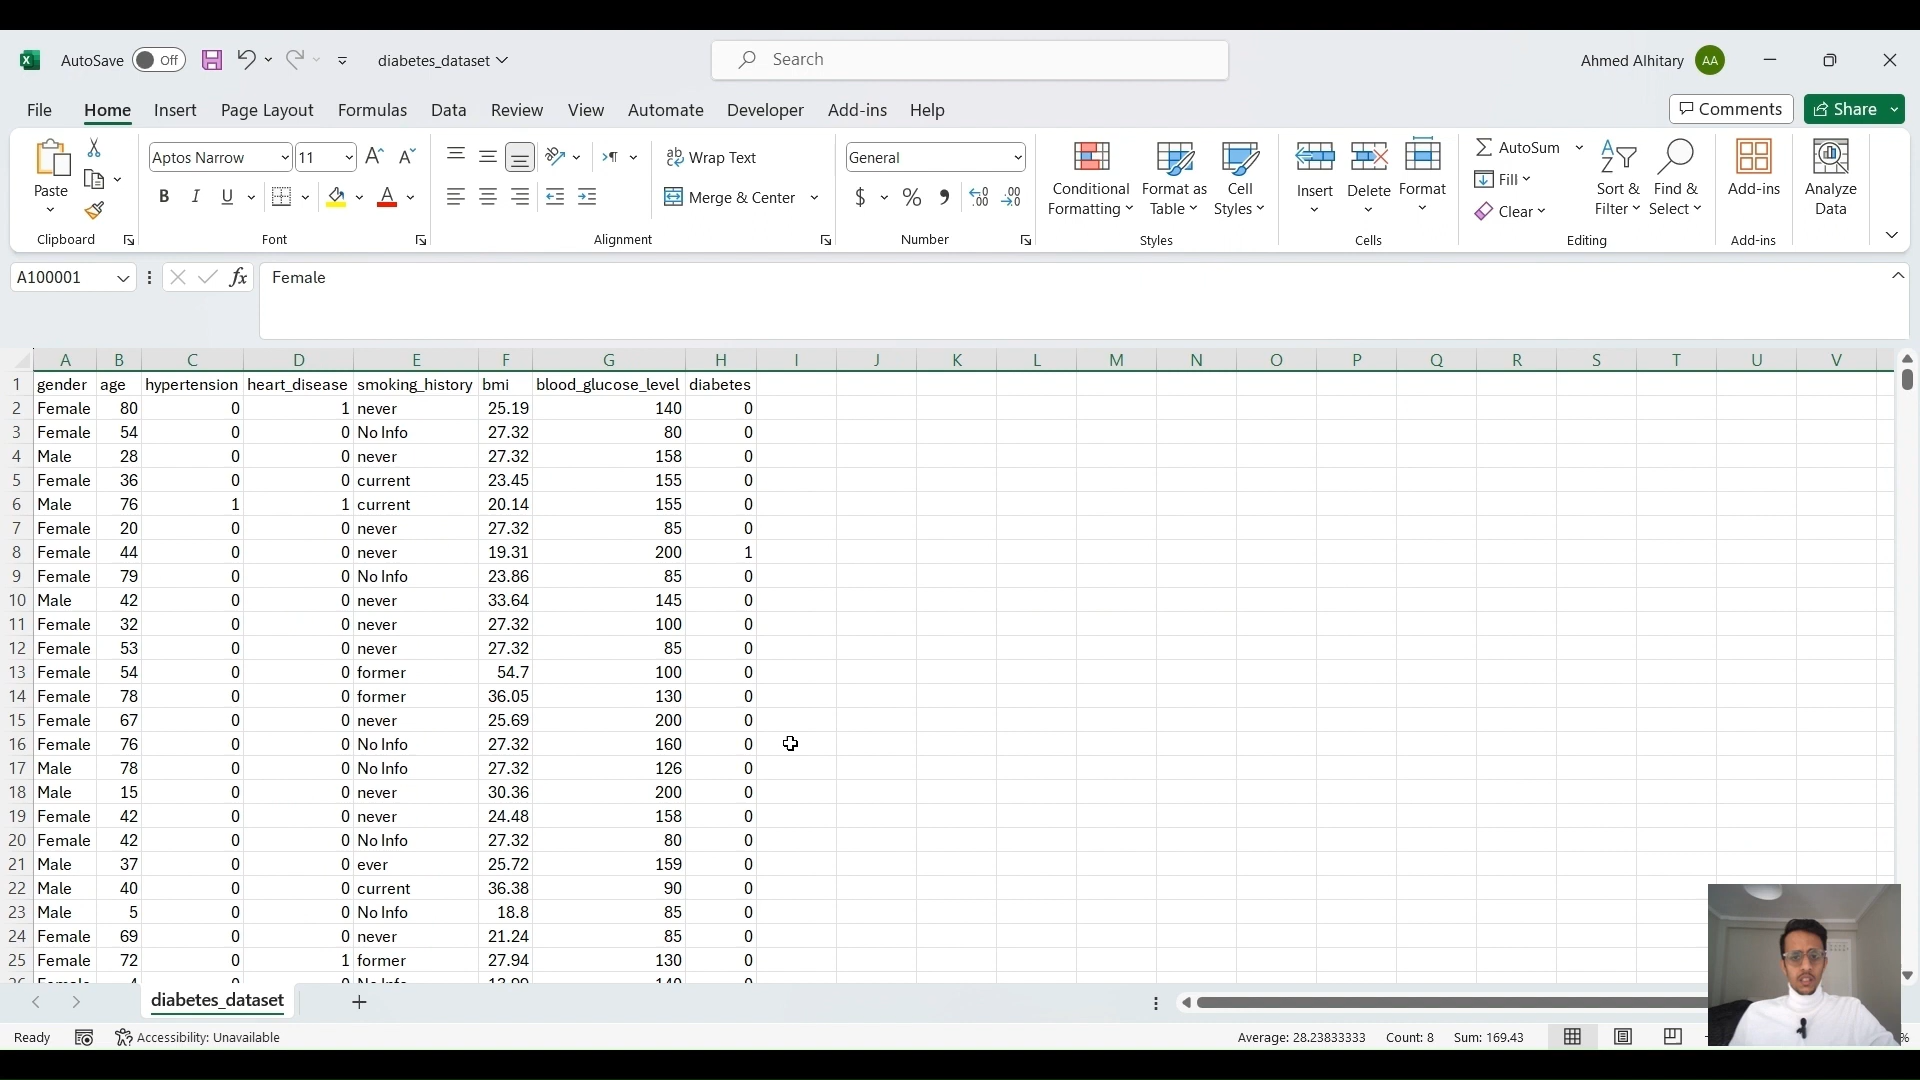 AutoSave Off diabetes_dataset Search Ahmed Alhitary AA
File Home Insert Page Layout Formulas Data Review View Automate Developer Add-ins Help Comments Share
Aptos Narrow 11 Wrap Text General AutoSum
Paste Conditional Format as Cell Insert Delete Format Fill Sort & Find & Add-ins Analyze
B I U Merge & Center $ % Formatting Table Styles Clear Filter Select Data
Clipboard Font Alignment Number Styles Cells Editing Add-ins
A100001 fx Female
A B C D E F G H I J K L M N O P Q R S T U V
1 gender age hypertension heart_disease smoking_history bmi blood_glucose_level diabetes
2 Female 80 0 1 never 25.19 140 0
3 Female 54 0 0 No Info 27.32 80 0
4 Male 28 0 0 never 27.32 158 0
5 Female 36 0 0 current 23.45 155 0
6 Male 76 1 1 current 20.14 155 0
7 Female 20 0 0 never 27.32 85 0
8 Female 44 0 0 never 19.31 200 1
9 Female 79 0 0 No Info 23.86 85 0
10 Male 42 0 0 never 33.64 145 0
11 Female 32 0 0 never 27.32 100 0
12 Female 53 0 0 never 27.32 85 0
13 Female 54 0 0 former 54.7 100 0
14 Female 78 0 0 former 36.05 130 0
15 Female 67 0 0 never 25.69 200 0
16 Female 76 0 0 No Info 27.32 160 0
17 Male 78 0 0 No Info 27.32 126 0
18 Male 15 0 0 never 30.36 200 0
19 Female 42 0 0 never 24.48 158 0
20 Female 42 0 0 No Info 27.32 80 0
21 Male 37 0 0 ever 25.72 159 0
22 Male 40 0 0 current 36.38 90 0
23 Male 5 0 0 No Info 18.8 85 0
24 Female 69 0 0 never 21.24 85 0
25 Female 72 0 1 former 27.94 130 0
diabetes_dataset
Ready Accessibility: Unavailable Average: 28.23833333 Count: 8 Sum: 169.43